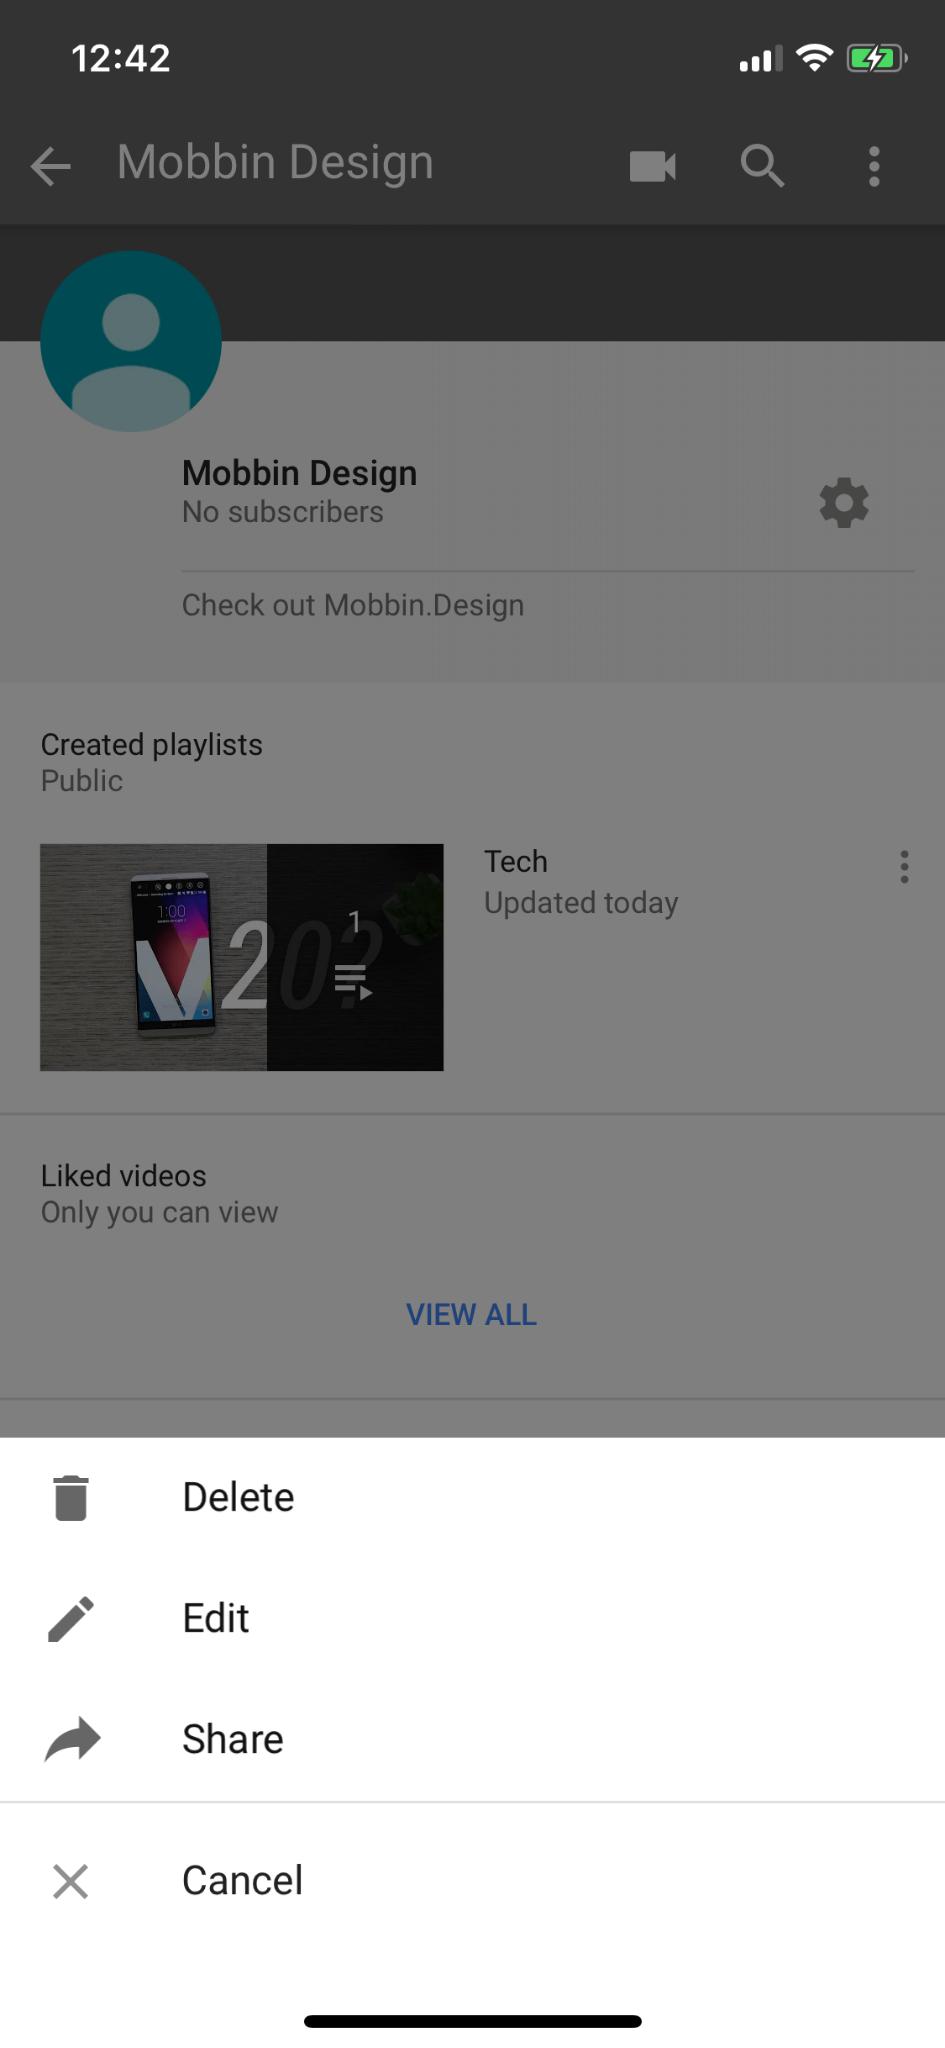 12:42
Mobbin Design
Mobbin Design
No subscribers
Check out Mobbin.Design
Created playlists
Public
1:00
V20?
1
Tech
Updated today
Liked videos
Only you can view
VIEW ALL
Delete
Edit
Share
Cancel